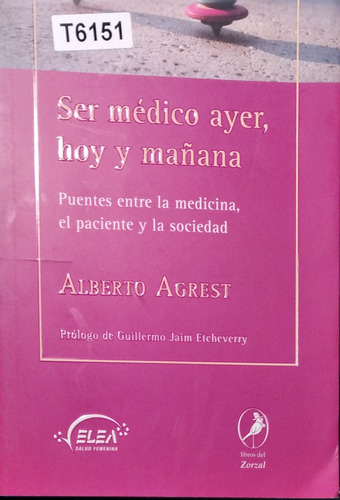 T6151
Ser médico ayer,
hoy y mañana
Puentes entre la medicina,
el paciente y la sociedad
ALBERTO AGREST
Prólogo de Guillermo Jaim Etcheverry
ELEA
SALUD FEMENINA
libros del
Zorzal